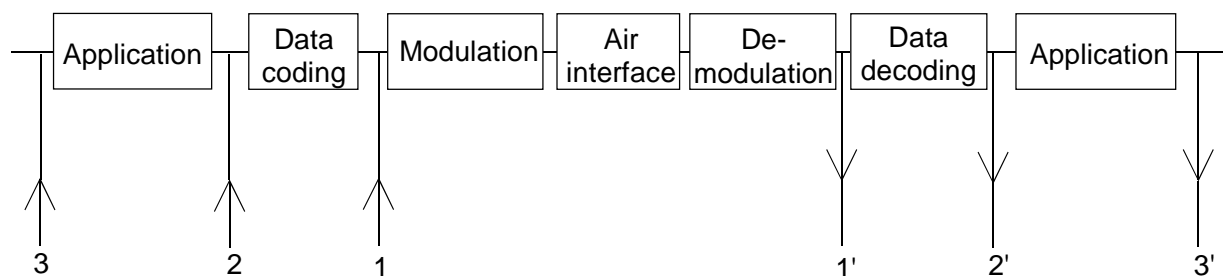 Application
Data
coding
Modulation
Air
interface
De-
modulation
Data
decoding
Application
3
2
1
1'
2'
3'